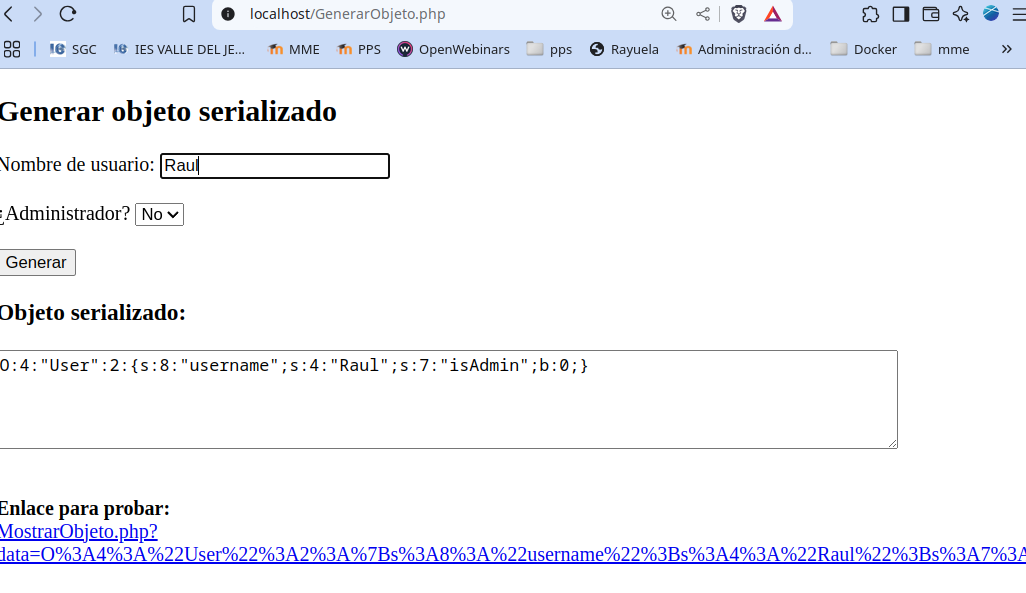 localhost/GenerarObjeto.php
SGC IES VALLE DEL JE... MME PPS OpenWebinars pps Rayuela Administración d... Docker mme »
Generar objeto serializado
Nombre de usuario: Raul
¿Administrador? No
Generar
Objeto serializado:
O:4:"User":2:{s:8:"username";s:4:"Raul";s:7:"isAdmin";b:0;}
Enlace para probar:
MostrarObjeto.php?
data=O%3A4%3A%22User%22%3A2%3A%7Bs%3A8%3A%22username%22%3Bs%3A4%3A%22Raul%22%3Bs%3A7%3A